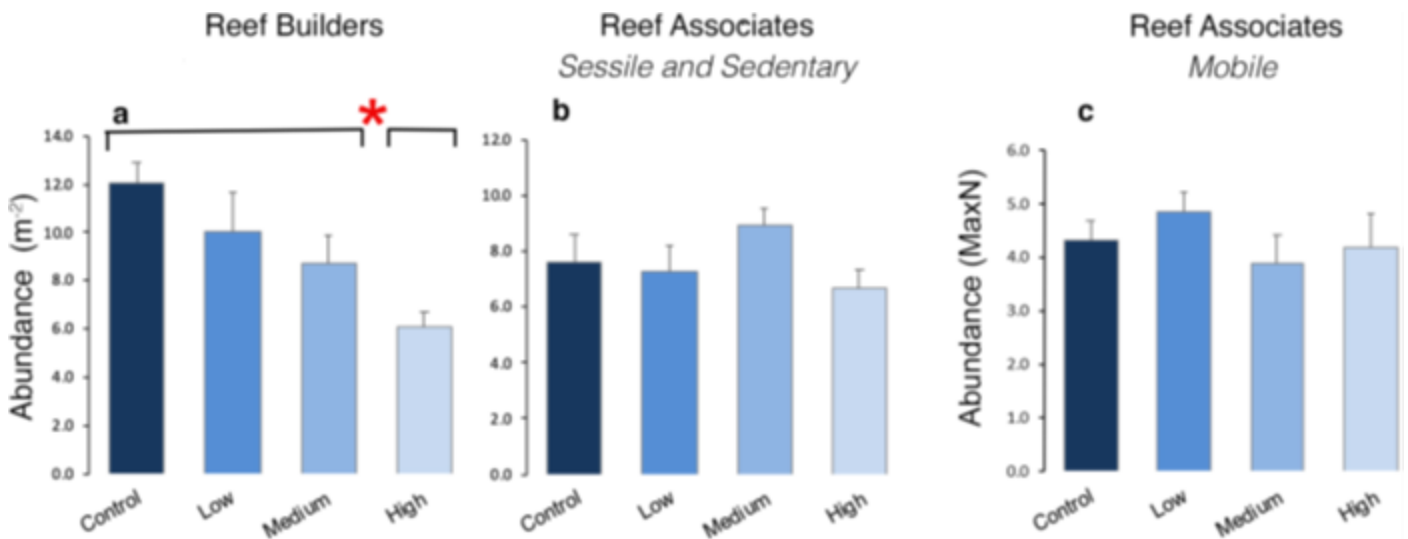 Reef Builders
a
*
Abundance (m⁻²)
14.0
12.0
10.0
8.0
6.0
4.0
2.0
0.0
Control
Low
Medium
High
Reef Associates
Sessile and Sedentary
b
12.0
10.0
8.0
6.0
4.0
2.0
0.0
Control
Low
Medium
High
Reef Associates
Mobile
c
Abundance (MaxN)
6.0
5.0
4.0
3.0
2.0
1.0
0.0
Control
Low
Medium
High